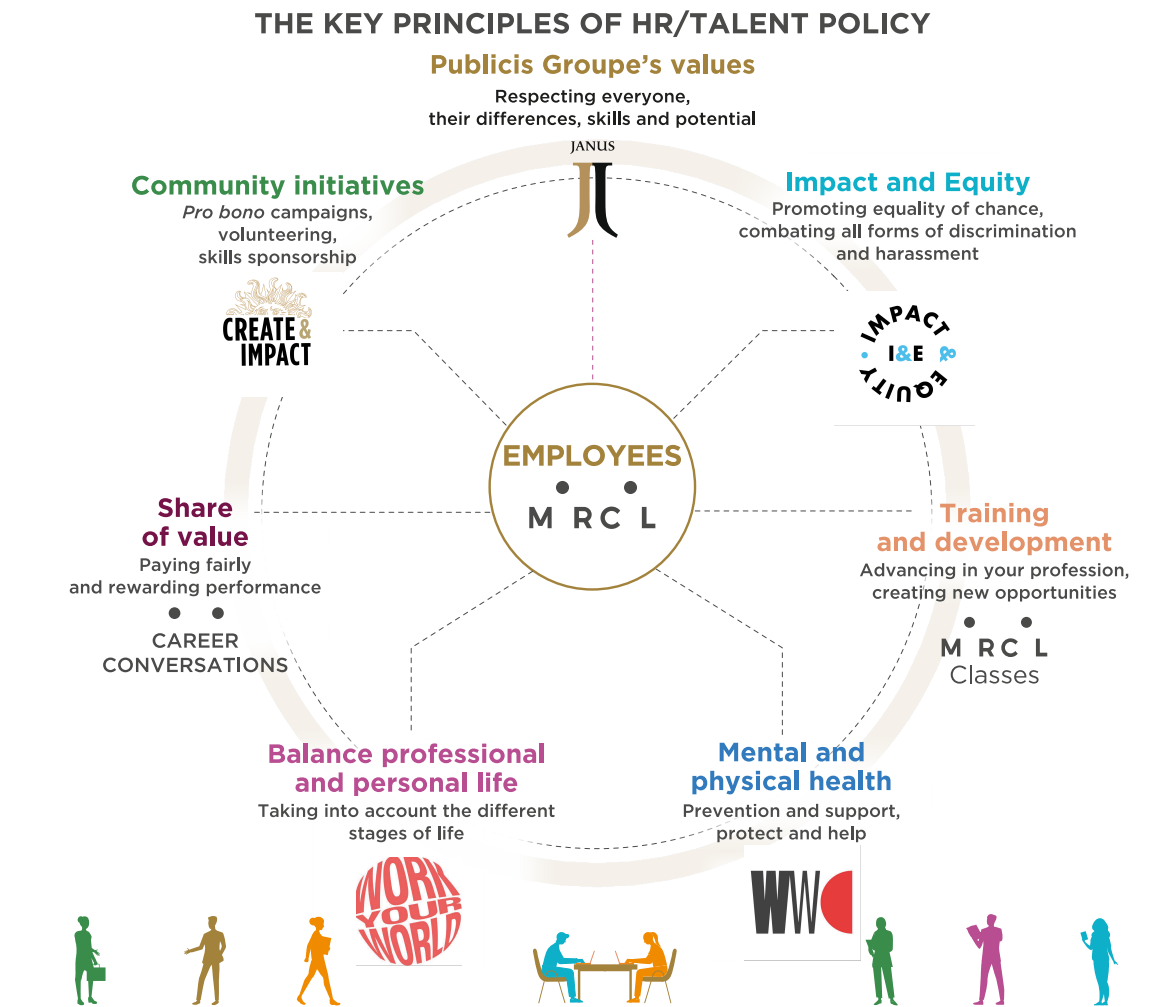 THE KEY PRINCIPLES OF HR/TALENT POLICY
Publicis Groupe's values
Respecting everyone,
their differences, skills and potential
JANUS
Community initiatives
Pro bono campaigns,
volunteering,
skills sponsorship
CREATE &
IMPACT
Impact and Equity
Promoting equality of chance,
combating all forms of discrimination
and harassment
IMPACT & EQUITY
I&E
EMPLOYEES
M RC L
Share
of value
Paying fairly
and rewarding performance
CAREER
CONVERSATIONS
Training
and development
Advancing in your profession,
creating new opportunities
M RC L
Classes
Balance professional
and personal life
Taking into account the different
stages of life
WORK
YOUR
WORLD
Mental and
physical health
Prevention and support,
protect and help
WW